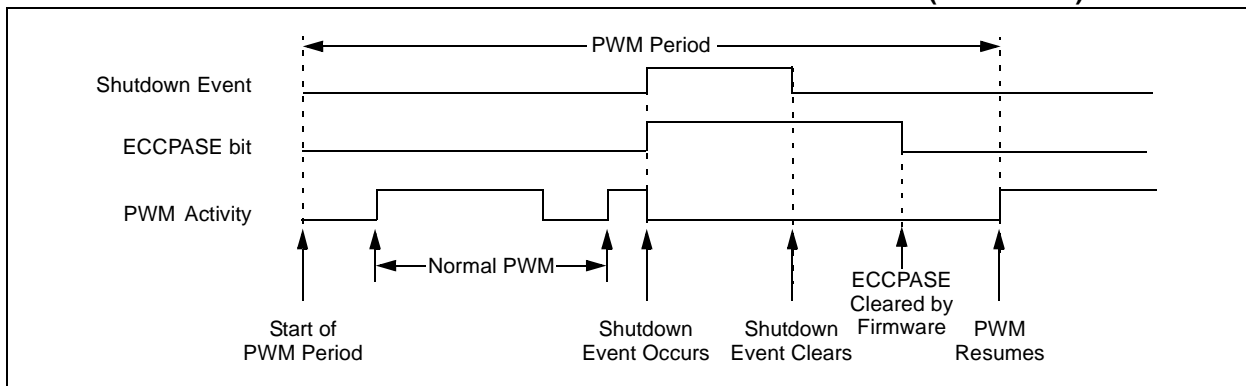 PWM Period
Shutdown Event
ECCPASE bit
PWM Activity
Normal PWM
Start of
PWM Period
Shutdown
Event Occurs
Shutdown
Event Clears
ECCPASE
Cleared by
Firmware
PWM
Resumes